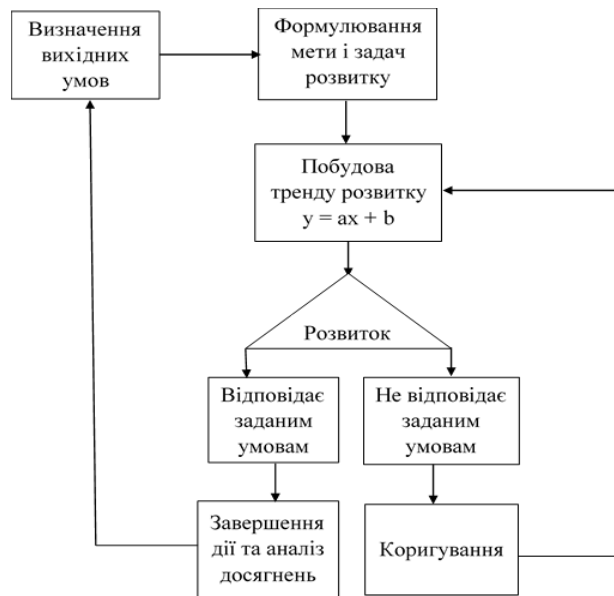 Визначення
вихідних
умов
Формулювання
мети і задач
розвитку
Побудова
тренду розвитку
y = ax + b
Розвиток
Відповідає
заданим
умовам
Не відповідає
заданим
умовам
Завершення
дії та аналіз
досягнень
Коригування